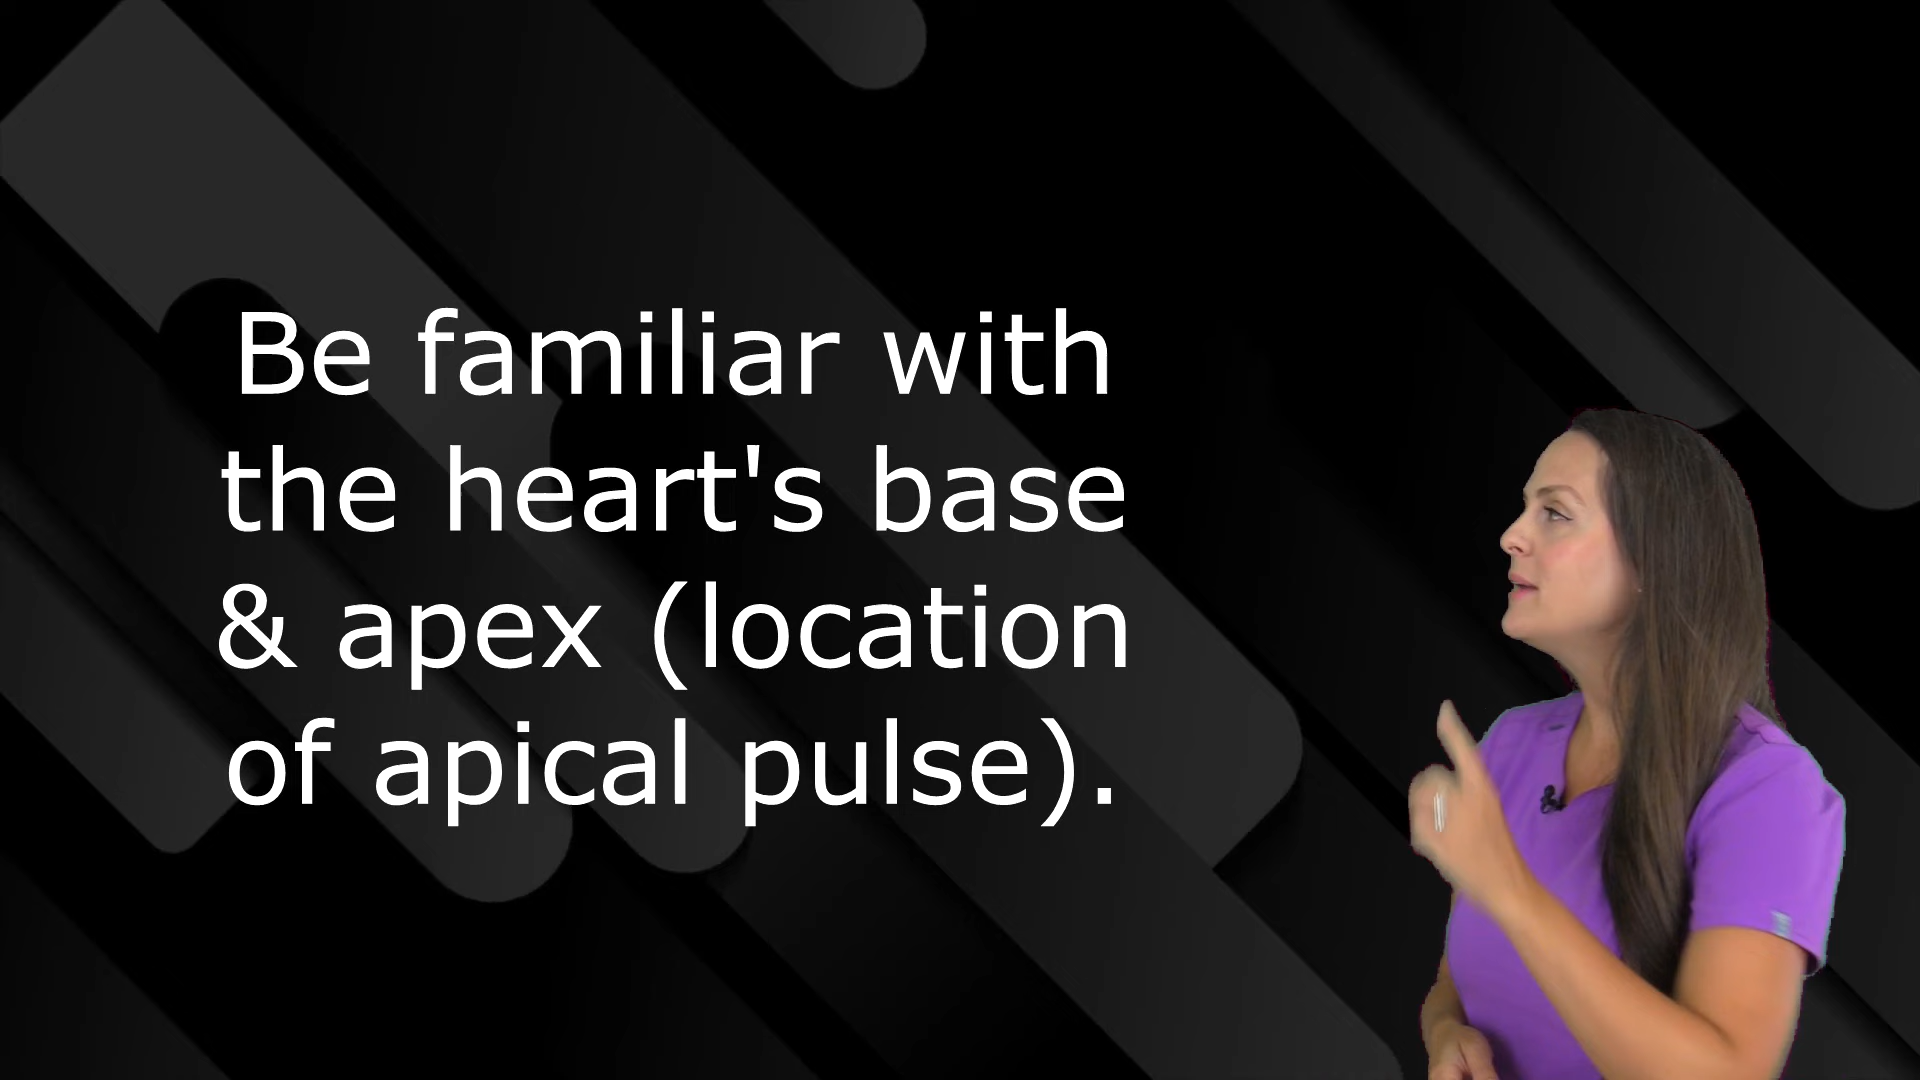 Be familiar with
the heart's base
& apex (location
of apical pulse).